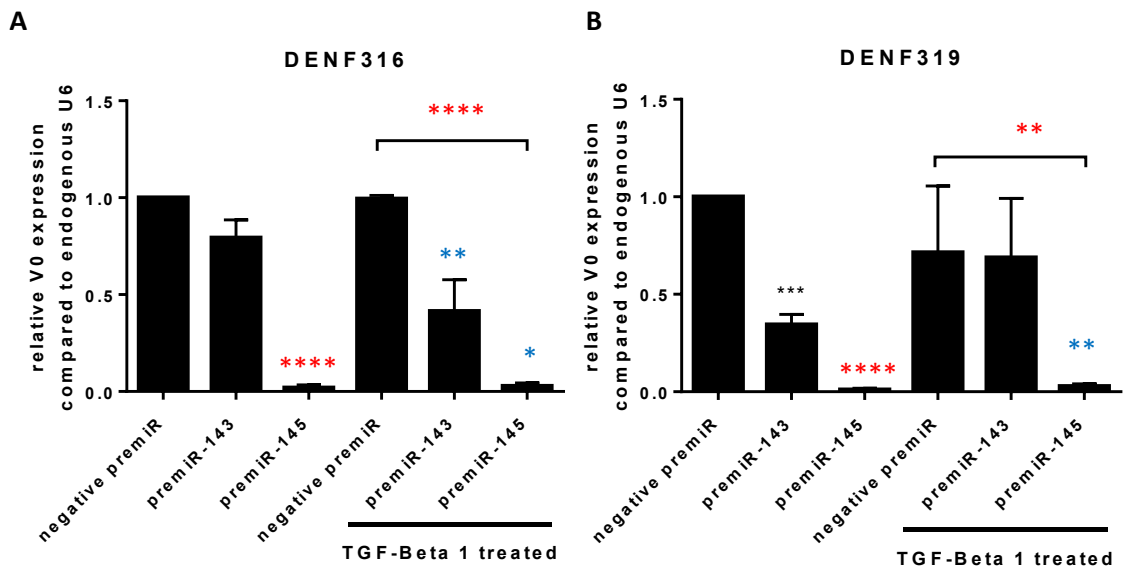 A
DENF316
relative V0 expression
compared to endogenous U6
1.5
1.0
0.5
0.0
****
****
**
*
negative premiR
premiR-143
premiR-145
negative premiR
premiR-143
premiR-145
TGF-Beta 1 treated
B
DENF319
relative V0 expression
compared to endogenous U6
1.5
1.0
0.5
0.0
***
****
**
**
negative premiR
premiR-143
premiR-145
negative premiR
premiR-143
premiR-145
TGF-Beta 1 treated